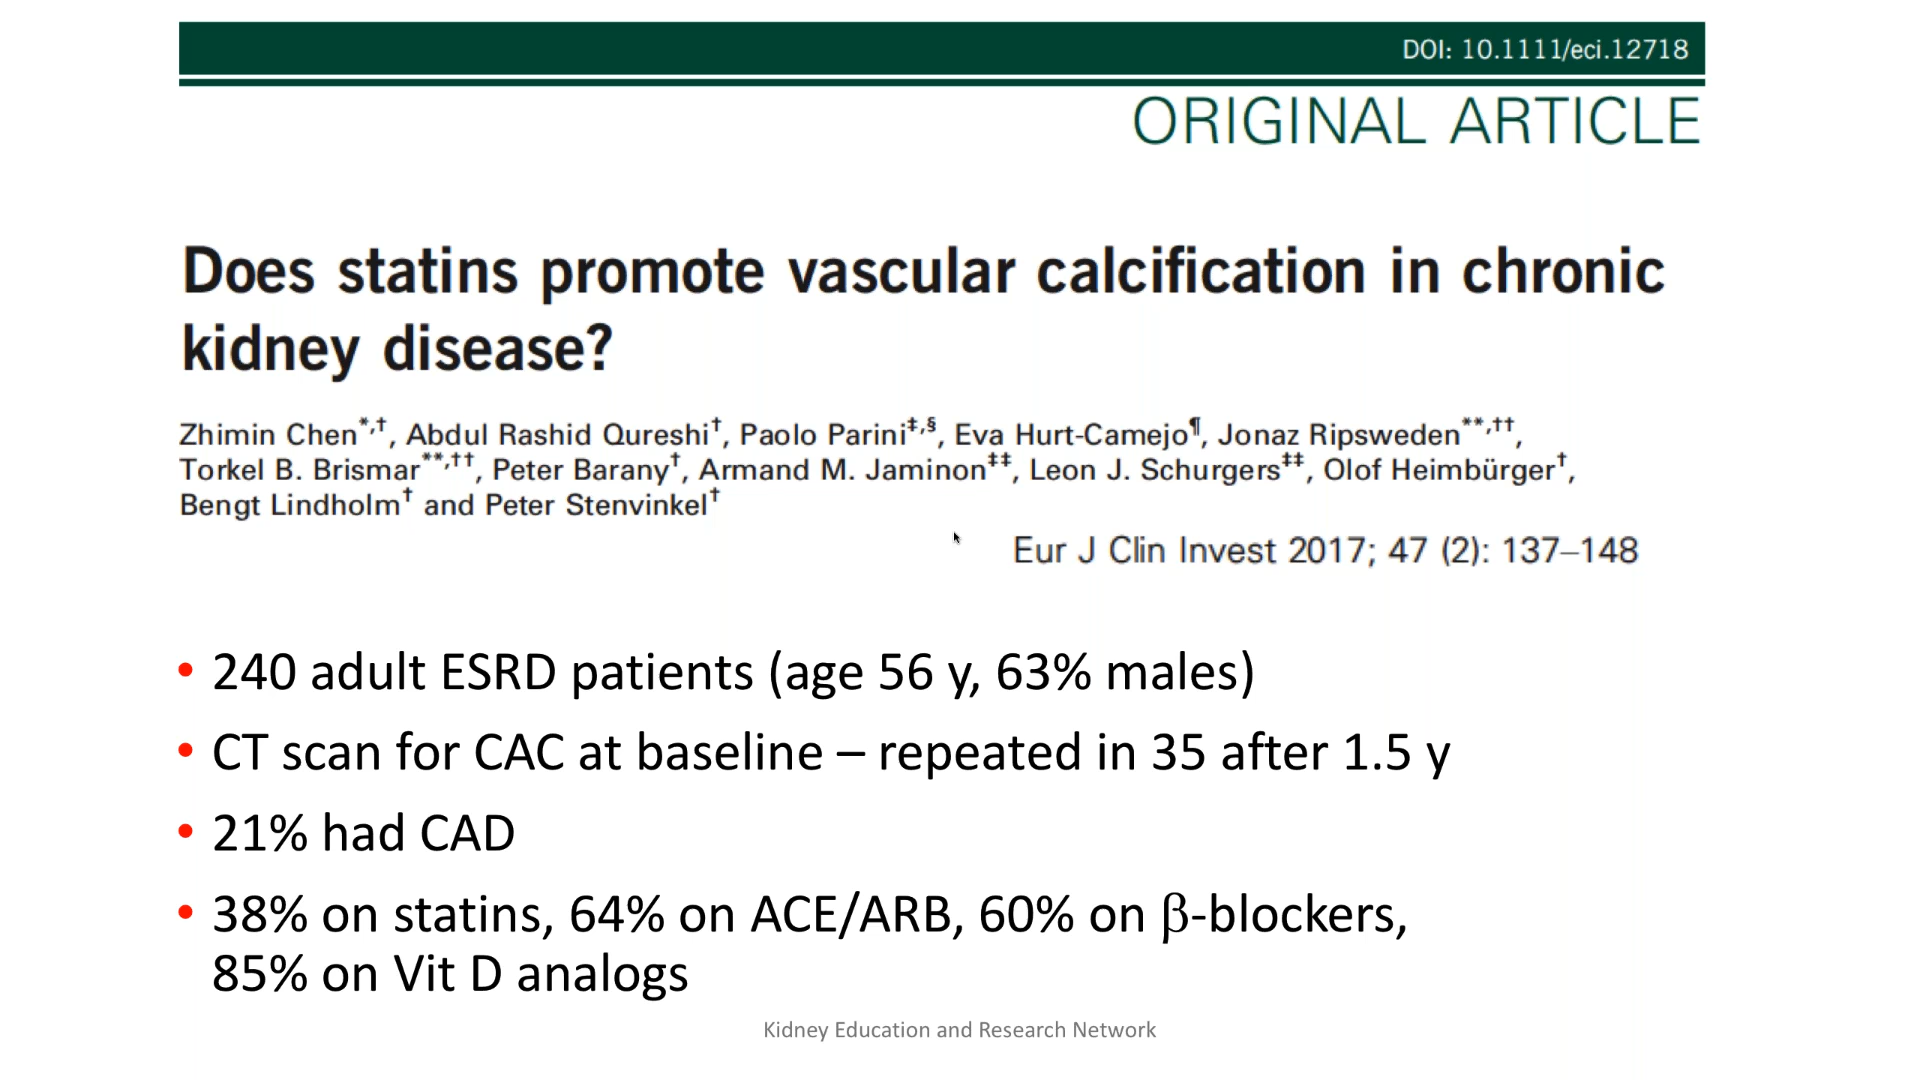 DOI: 10.1111/eci.12718
ORIGINAL ARTICLE
Does statins promote vascular calcification in chronic
kidney disease?
Zhimin Chen*,†, Abdul Rashid Qureshi†, Paolo Parini‡,§, Eva Hurt-Camejo¶, Jonaz Ripsweden**,††,
Torkel B. Brismar**,††, Peter Barany†, Armand M. Jaminon‡‡, Leon J. Schurgers‡‡, Olof Heimbürger†,
Bengt Lindholm† and Peter Stenvinkel†
Eur J Clin Invest 2017; 47 (2): 137–148
• 240 adult ESRD patients (age 56 y, 63% males)
• CT scan for CAC at baseline – repeated in 35 after 1.5 y
• 21% had CAD
• 38% on statins, 64% on ACE/ARB, 60% on β-blockers,
85% on Vit D analogs
Kidney Education and Research Network